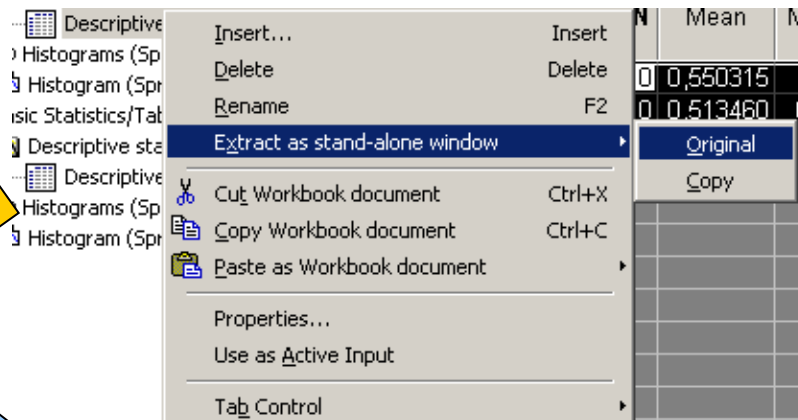 Descriptive
Histograms (Sp
Histogram (Spr
Statistics/Tab
Descriptive sta
Descriptive
Histograms (Sp
Histogram (Spr
Insert... Insert
Delete Delete
Rename F2
Extract as stand-alone window
Cut Workbook document Ctrl+X
Copy Workbook document Ctrl+C
Paste as Workbook document
Properties...
Use as Active Input
Tab Control
Original
Copy
N Mean
0 0,550315
0 0,513460